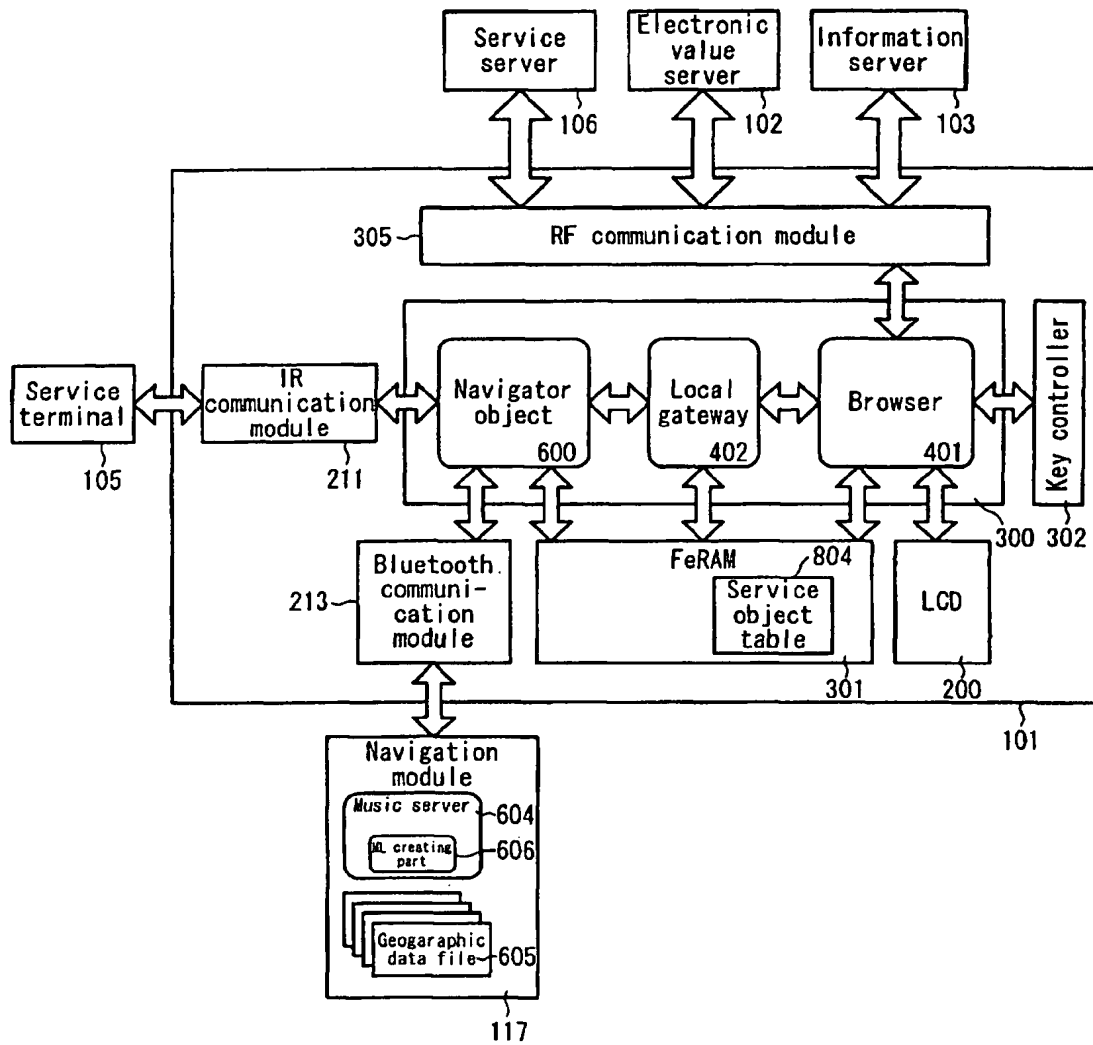 Service
server
106
Electronic
value
server
102
Information
server
103
305
RF communication module
Service
terminal
105
IR
communication
module
211
Navigator
object
600
Local
gateway
402
Browser
401
Key controller
302
300
213
Bluetooth.
communi-
cation
module
FeRAM
804
Service
object
table
301
LCD
200
101
Navigation
module
Music server
604
ML creating
part
606
Geogaraphic
data file
605
117